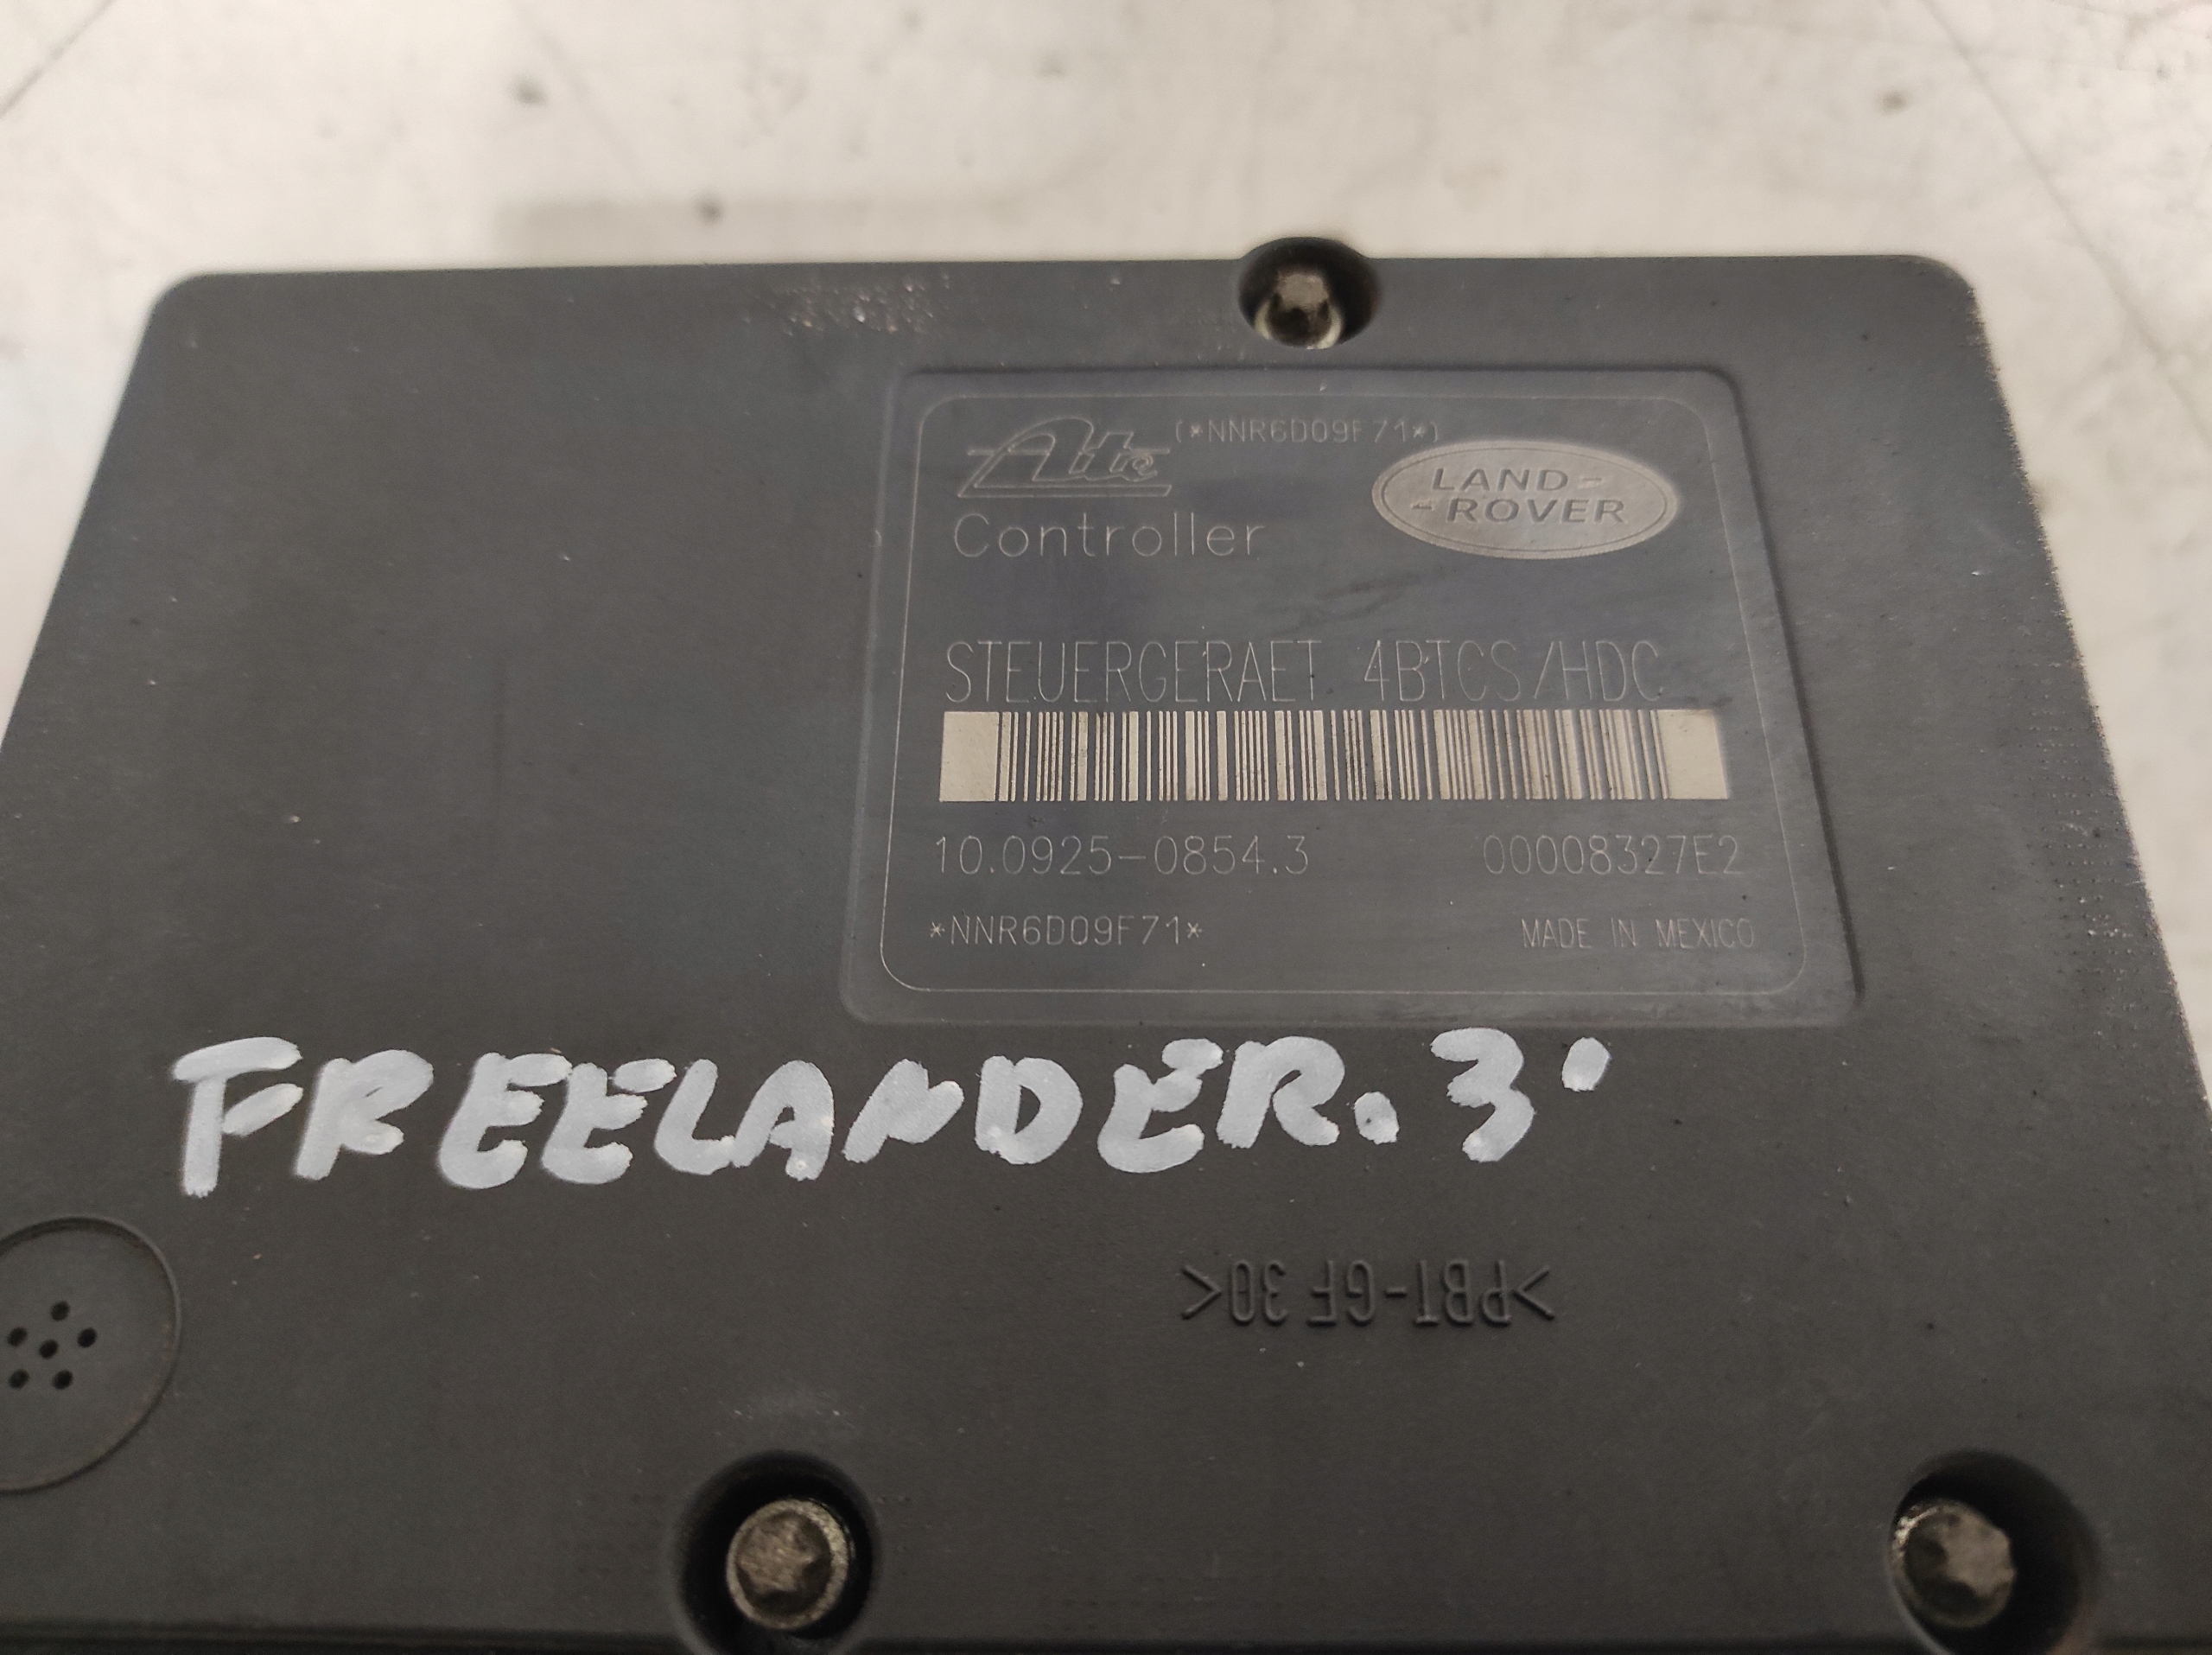 Ate (*NNR6D09F71*)
LAND-
-ROVER
Controller
STEUERGERAET 4BTCS/HDC
10.0925-0854.3 00008327E2
*NNR6D09F71* MADE IN MEXICO
FREELANDER. 3'
>PBT-GF 30<